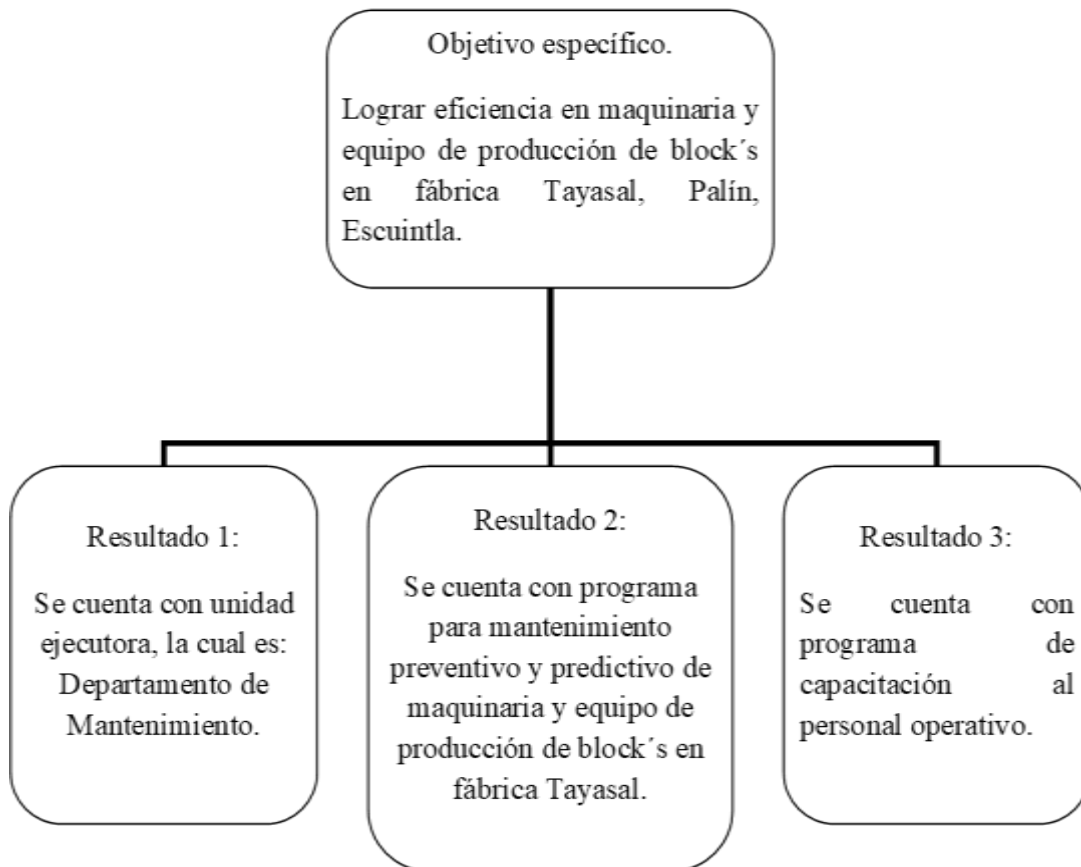 Objetivo específico.
Lograr eficiencia en maquinaria y
equipo de producción de block´s
en fábrica Tayasal, Palín,
Escuintla.
Resultado 1:
Se cuenta con unidad
ejecutora, la cual es:
Departamento de
Mantenimiento.
Resultado 2:
Se cuenta con programa
para mantenimiento
preventivo y predictivo de
maquinaria y equipo de
producción de block´s en
fábrica Tayasal.
Resultado 3:
Se cuenta con
programa de
capacitación al
personal operativo.